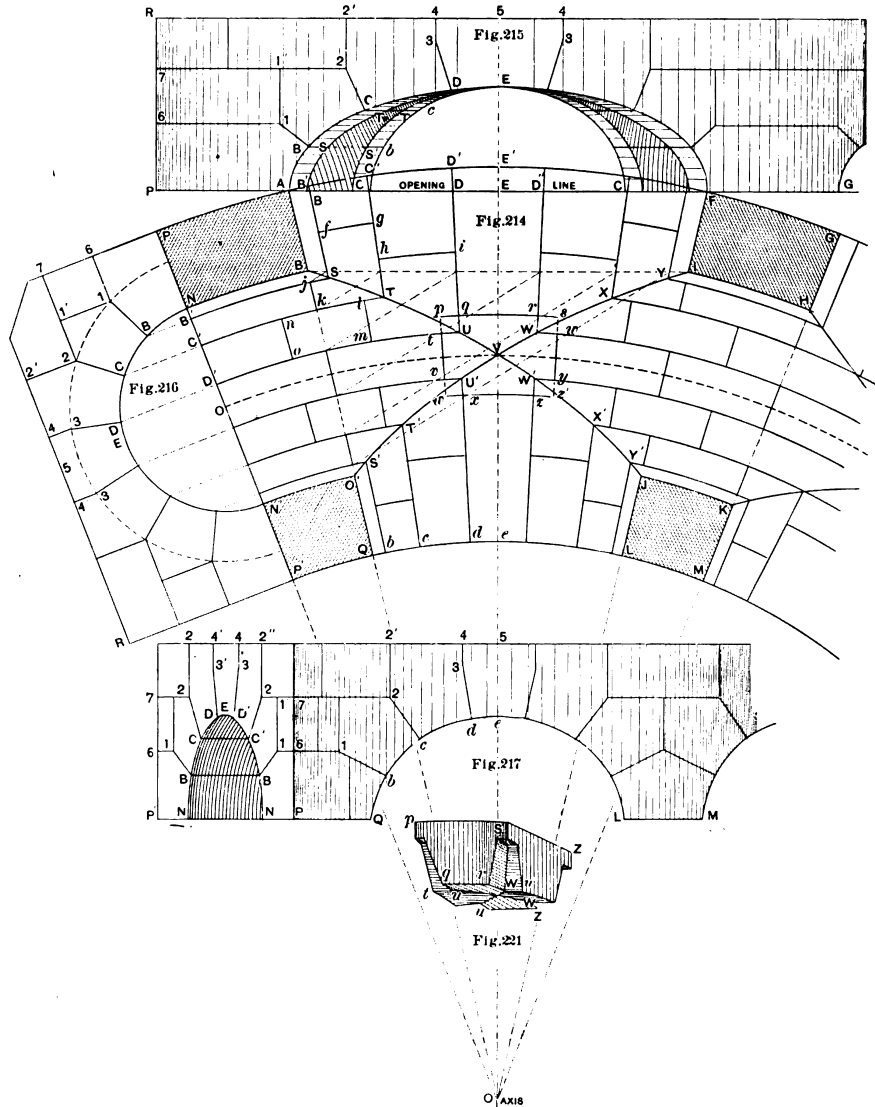 R 2' 4 5 4
Fig.215
3 3
1' 2
7
D E
C c
6 1
B S S b
C' D' E'
P A B C OPENING D E D" LINE C F G
B
Fig.214
P f g G
6 h i
7 B S Y
j
1' 1 N k l T X H
B B n p q r s
2 C' m t U W u
2' C o
Fig.216 D' V
O v U' W y
4 3 D w x z z'
E T' X'
5 S' Y'
4 3 N O' J K
P' Q b c d e L M
R
2 4' 4 2" 2' 4 5
3' 3 3
7 2 2 7 2
D E D' 1 d e
C C' c
6 1 1 6 1
B B b
Fig.217
P N N P Q L M
p S Z
q r W u
t u W
u Z
Fig.221
O AXIS